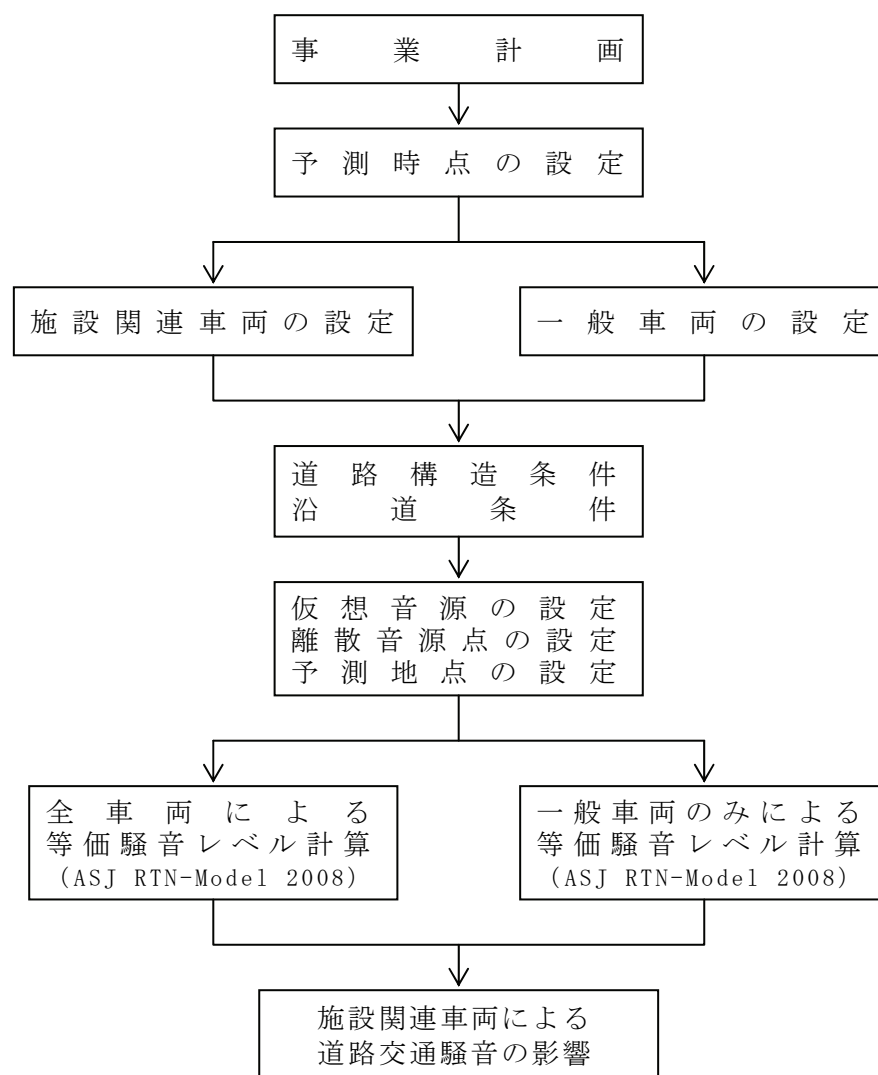 事業計画
予測時点の設定
施設関連車両の設定
一般車両の設定
道路構造条件
沿道条件
仮想音源の設定
離散音源点の設定
予測地点の設定
全車両による
等価騒音レベル計算
(ASJ RTN-Model 2008)
一般車両のみによる
等価騒音レベル計算
(ASJ RTN-Model 2008)
施設関連車両による
道路交通騒音の影響